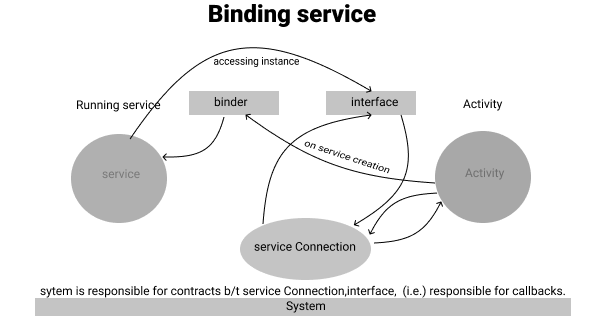 Binding service
accessing instance
Running service
binder
interface
Activity
on service creation
service
Activity
service Connection
sytem is responsible for contracts b/t service Connection,interface, (i.e.) responsible for callbacks.
System